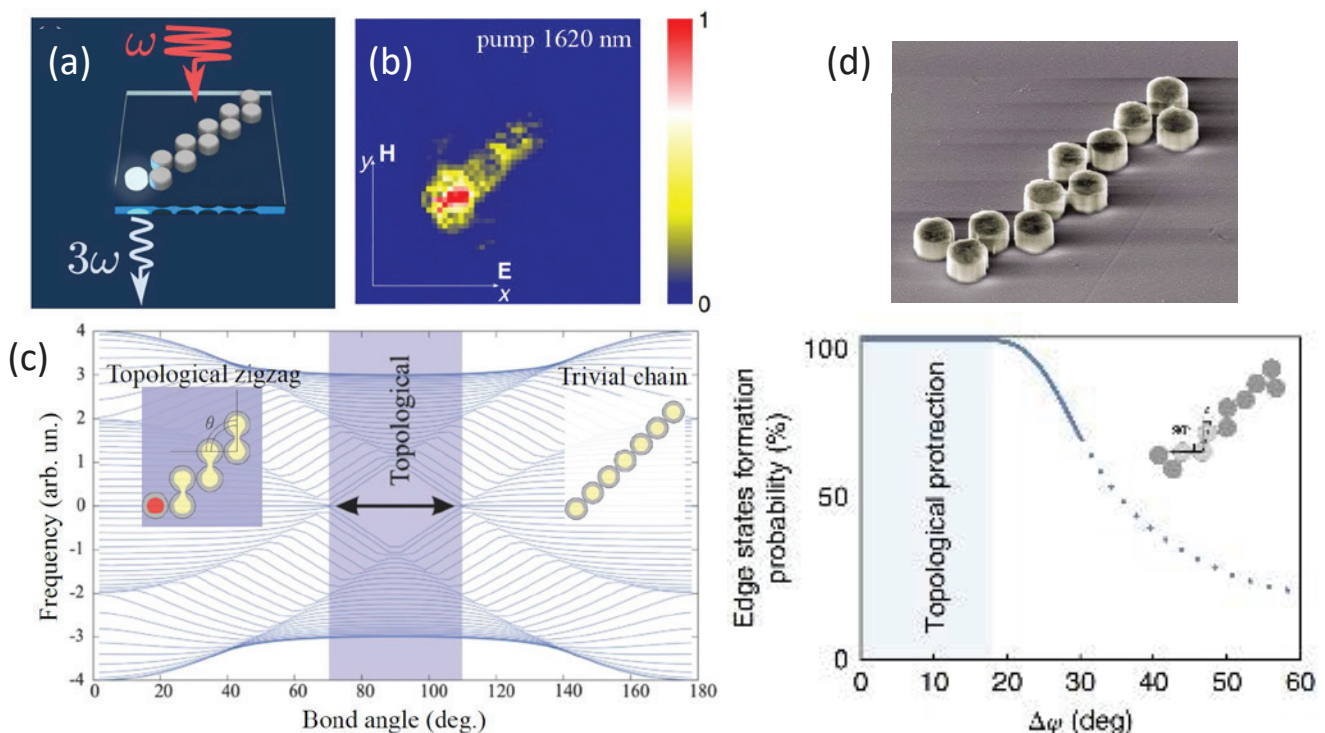 (a)
ω
3ω
(b)
pump 1620 nm
y
H
E
x
1
0
(d)
(c)
4
3
2
1
0
-1
-2
-3
-4
Frequency (arb. un.)
Topological zigzag
θ
Topological
Trivial chain
0
20
40
60
80
100
120
140
160
180
Bond angle (deg.)
100
50
0
Edge states formation
probability (%)
Topological protrection
0
10
20
30
40
50
60
Δφ (deg)